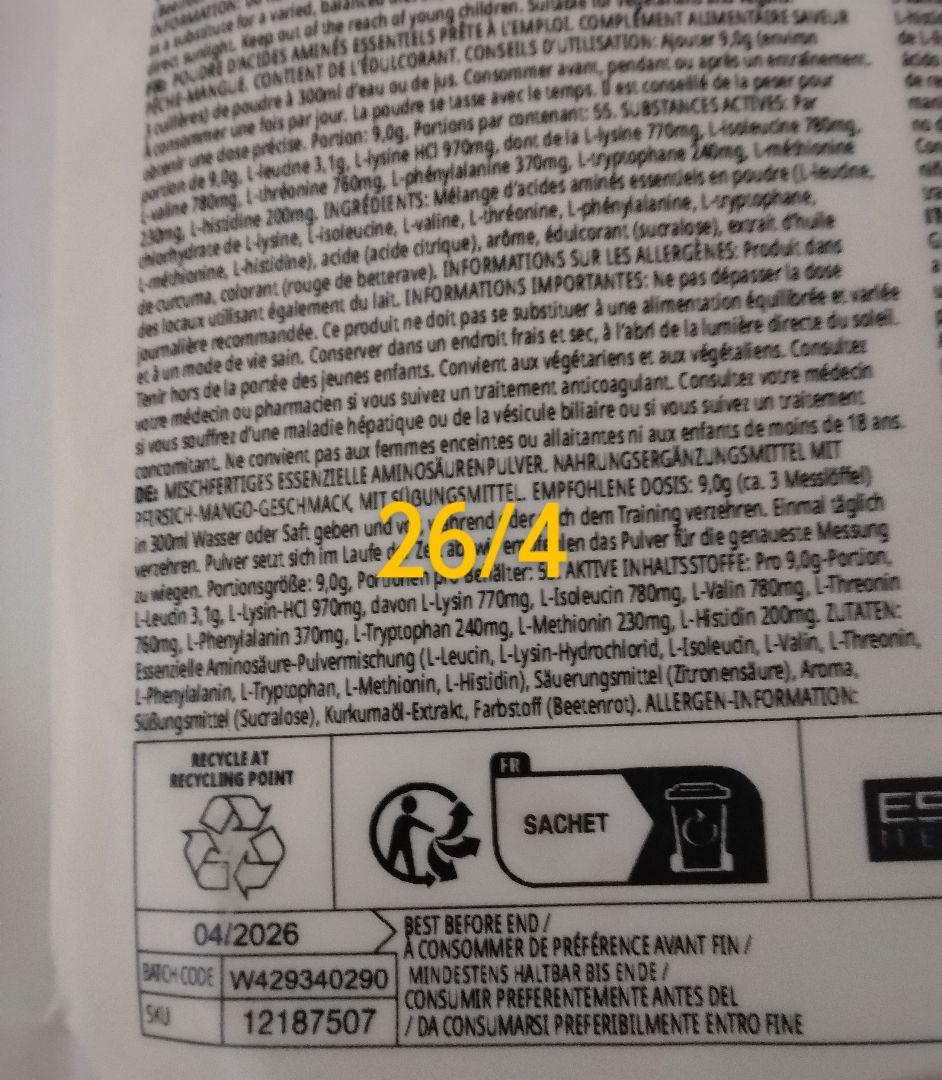 as a substitute for a varied, balanced
direct sunlight. Keep out of the reach of young children. Suitable for vegetarians
FR: POUDRE D'ACIDES AMINÉS ESSENTIELS PRÊTE À L'EMPLOI. COMPLÉMENT ALIMENTAIRE SAVEUR
PÊCHE-MANGUE. CONTIENT DE L'ÉDULCORANT. CONSEILS D'UTILISATION: Ajouter 9,0g (environ
3 cuillères) de poudre à 300ml d'eau ou de jus. Consommer avant, pendant ou après un entraînement.
À consommer une fois par jour. La poudre se tasse avec le temps. Il est conseillé de la peser pour
obtenir une dose précise. Portion: 9,0g, Portions par contenant: 55. SUBSTANCES ACTIVES: Par
portion de 9,0g, L-leucine 3,1g, L-lysine HCl 970mg, dont de la L-lysine 770mg, L-isoleucine 780mg,
L-valine 780mg, L-thréonine 760mg, L-phénylalanine 370mg, L-tryptophane 240mg, L-méthionine
230mg, L-histidine 200mg. INGRÉDIENTS: Mélange d'acides aminés essentiels en poudre (L-leucine,
chlorhydrate de L-lysine, L-isoleucine, L-valine, L-thréonine, L-phénylalanine, L-tryptophane,
L-méthionine, L-histidine), acide (acide citrique), arôme, édulcorant (sucralose), extrait d'huile
de curcuma, colorant (rouge de betterave). INFORMATIONS SUR LES ALLERGÈNES: Produit dans
des locaux utilisant également du lait. INFORMATIONS IMPORTANTES: Ne pas dépasser la dose
journalière recommandée. Ce produit ne doit pas se substituer à une alimentation équilibrée et variée
et à un mode de vie sain. Conserver dans un endroit frais et sec, à l'abri de la lumière directe du soleil.
Tenir hors de la portée des jeunes enfants. Convient aux végétariens et aux végétaliens. Consultez
votre médecin ou pharmacien si vous suivez un traitement anticoagulant. Consultez votre médecin
si vous souffrez d'une maladie hépatique ou de la vésicule biliaire ou si vous suivez un traitement
concomitant. Ne convient pas aux femmes enceintes ou allaitantes ni aux enfants de moins de 18 ans.
DE: MISCHFERTIGES ESSENZIELLE AMINOSÄURENPULVER. NAHRUNGSERGÄNZUNGSMITTEL MIT
PFIRSICH-MANGO-GESCHMACK, MIT SÜßUNGSMITTEL. EMPFOHLENE DOSIS: 9,0g (ca. 3 Messlöffel)
in 300ml Wasser oder Saft geben und dem Training verzehren. Einmal täglich
26/4
verzehren. Pulver setzt sich im Laufe das Pulver für die genaueste Messung
zu wiegen. Portionsgröße: 9,0g, Portionen pro Behälter: AKTIVE INHALTSSTOFFE: Pro 9,0g-Portion,
L-Leucin 3,1g, L-Lysin-HCl 970mg, davon L-Lysin 770mg, L-Isoleucin 780mg, L-Valin 780mg, L-Threonin
760mg, L-Phenylalanin 370mg, L-Tryptophan 240mg, L-Methionin 230mg, L-Histidin 200mg. ZUTATEN:
Essenzielle Aminosäure-Pulvermischung (L-Leucin, L-Lysin-Hydrochlorid, L-Isoleucin, L-Valin, L-Threonin,
L-Phenylalanin, L-Tryptophan, L-Methionin, L-Histidin), Säuerungsmittel (Zitronensäure), Aroma,
Süßungsmittel (Sucralose), Kurkumaöl-Extrakt, Farbstoff (Beetenrot). ALLERGEN-INFORMATION:
RECYCLE AT
RECYCLING POINT
FR
SACHET
ES
04/2026
BATCH CODE W429340290
SKU 12187507
BEST BEFORE END /
À CONSOMMER DE PRÉFÉRENCE AVANT FIN /
MINDESTENS HALTBAR BIS ENDE /
CONSUMIR PREFERENTEMENTE ANTES DEL
/ DA CONSUMARSI PREFERIBILMENTE ENTRO FINE